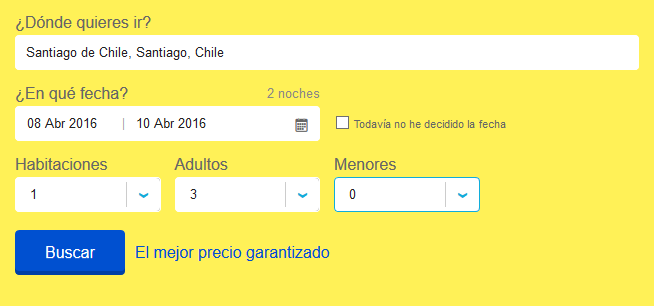 ¿Dónde quieres ir?
Santiago de Chile, Santiago, Chile
¿En qué fecha? 2 noches
08 Abr 2016 | 10 Abr 2016 Todavía no he decidido la fecha
Habitaciones Adultos Menores
1 3 0
Buscar El mejor precio garantizado